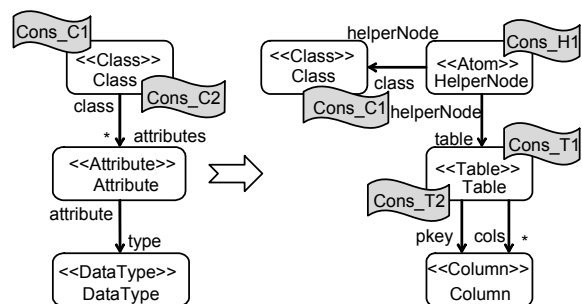 Cons_C1
<<Class>>
Class
Cons_C2
class
* attributes
<<Attribute>>
Attribute
attribute
type
<<DataType>>
DataType
helperNode
Cons_H1
<<Class>>
Class
<<Atom>>
HelperNode
class
Cons_C1
helperNode
table
Cons_T1
<<Table>>
Table
Cons_T2
pkey cols *
<<Column>>
Column